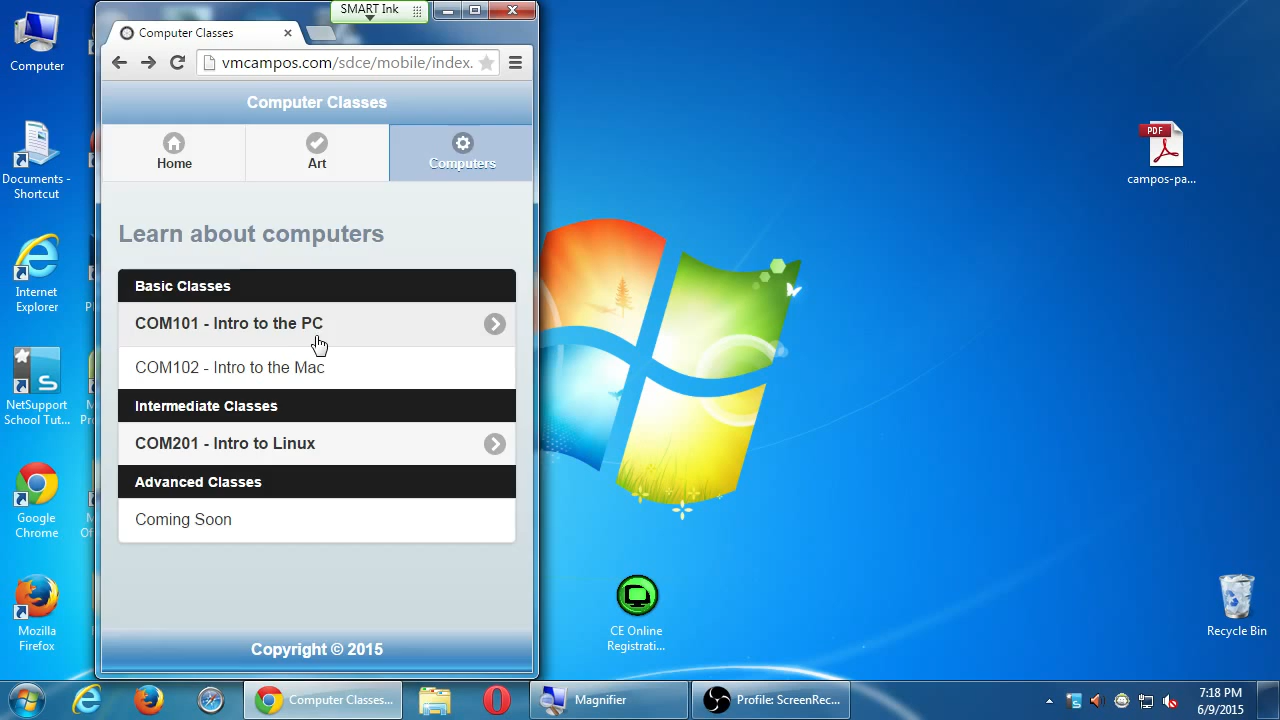 SMART Ink
Computer Classes
vmcampos.com/sdce/mobile/index.
Computer Classes
Home
Art
Computers
Learn about computers
Basic Classes
COM101 - Intro to the PC
COM102 - Intro to the Mac
Intermediate Classes
COM201 - Intro to Linux
Advanced Classes
Coming Soon
Copyright © 2015
Computer
Documents -
Shortcut
Internet
Explorer
NetSupport
School Tut...
Google
Chrome
Mozilla
Firefox
PDF
campos-pa...
CE Online
Registrati...
Recycle Bin
Computer Classes...
Magnifier
Profile: ScreenRec...
7:18 PM
6/9/2015